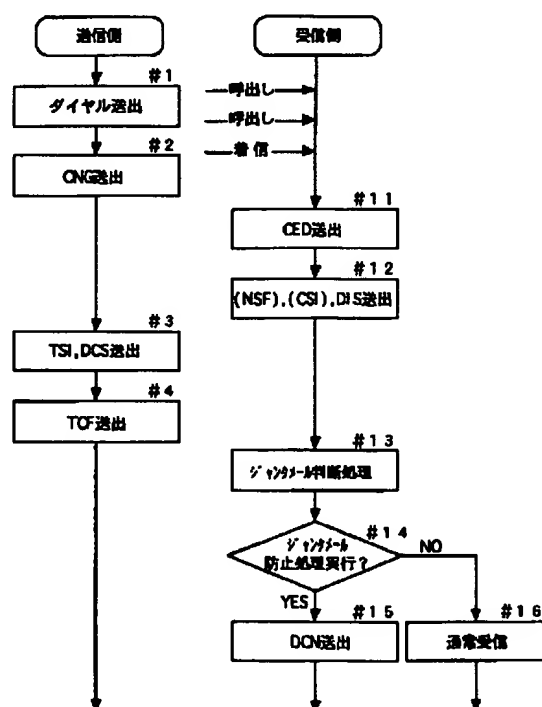 送信側
#1
ダイヤル送出
#2
CNG送出
#3
TSI,DCS送出
#4
TCF送出
受信側
呼出し
呼出し
着信
#11
CED送出
#12
(NSF),(CSI),DIS送出
#13
ジャンクメール判断処理
#14
ジャンクメール
防止処理実行?
NO
YES
#15
DCN送出
#16
通常受信